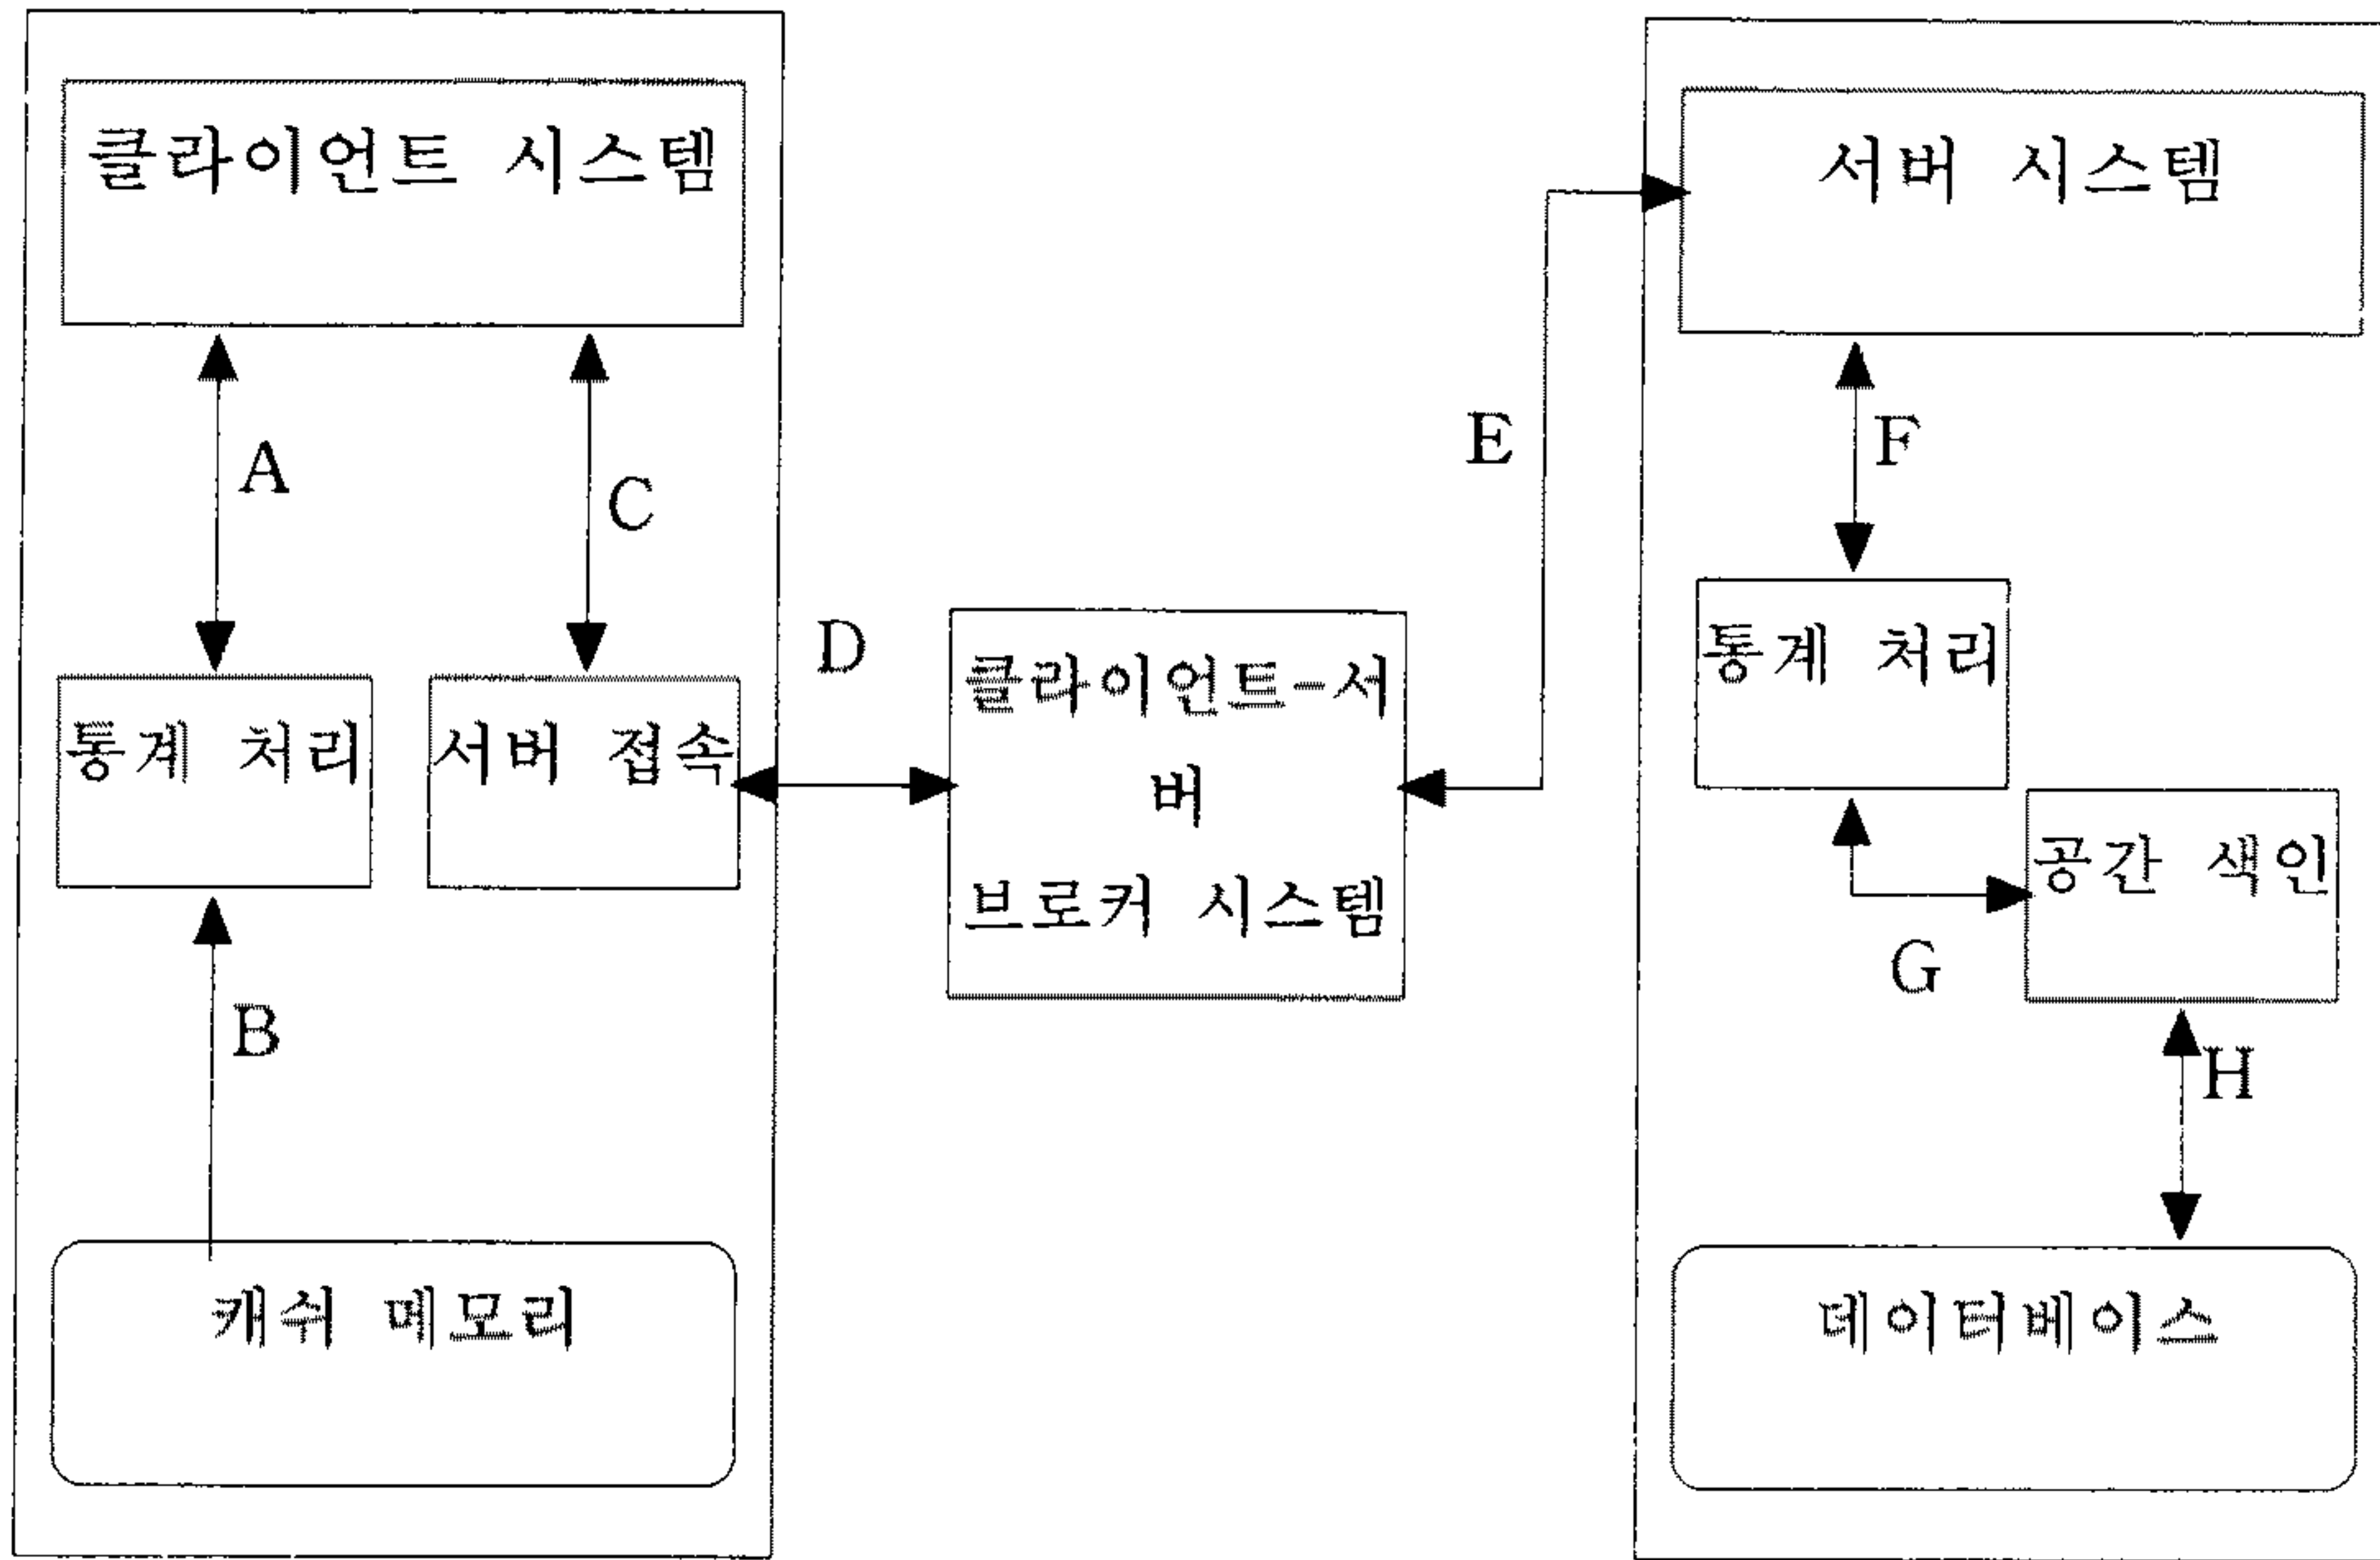 클라이언트 시스템
A
C
통계 처리
서버 접속
B
캐쉬 메모리
D
클라이언트-서
버
브로커 시스템
E
서버 시스템
F
통계 처리
공간 색인
G
H
데이터베이스